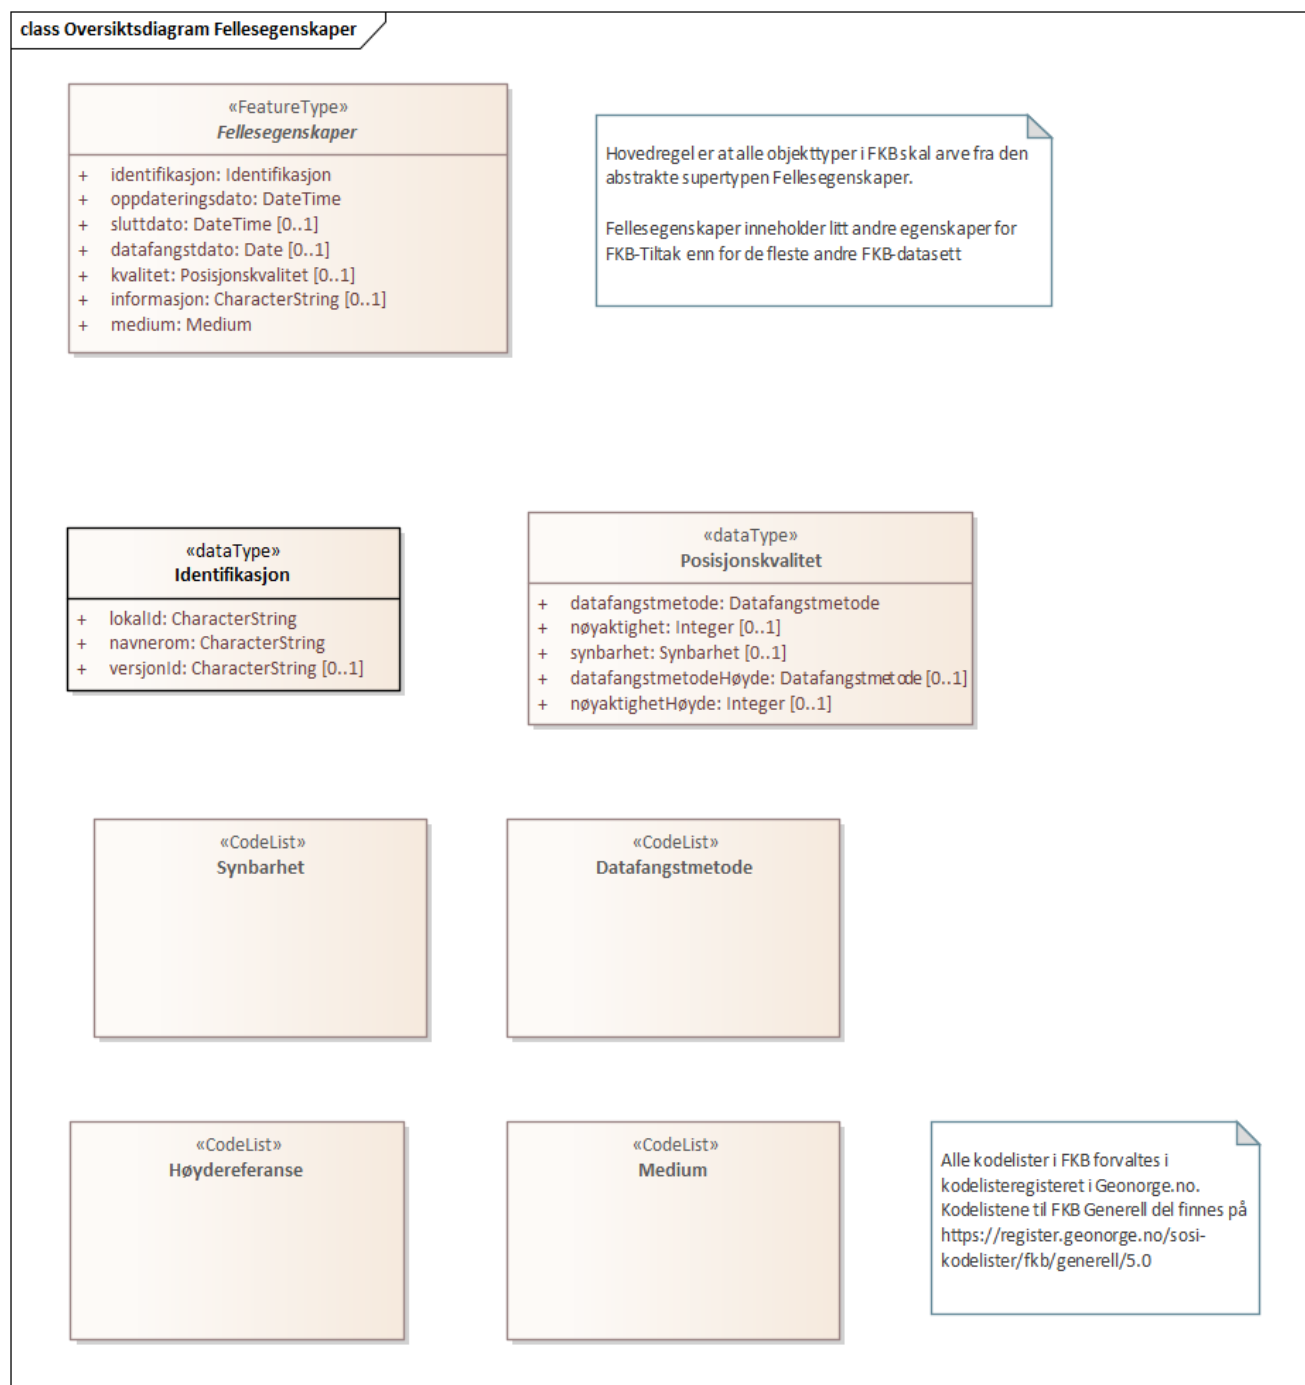 class Oversiktsdiagram Fellesegenskaper
«FeatureType»
Fellesegenskaper
+ identifikasjon: Identifikasjon
+ oppdateringsdato: DateTime
+ sluttdato: DateTime [0..1]
+ datafangstdato: Date [0..1]
+ kvalitet: Posisjonskvalitet [0..1]
+ informasjon: CharacterString [0..1]
+ medium: Medium
Hovedregel er at alle objekttyper i FKB skal arve fra den
abstrakte supertypen Fellesegenskaper.
Fellesegenskaper inneholder litt andre egenskaper for
FKB-Tiltak enn for de fleste andre FKB-datasett
«dataType»
Identifikasjon
+ lokalId: CharacterString
+ navnerom: CharacterString
+ versjonId: CharacterString [0..1]
«dataType»
Posisjonskvalitet
+ datafangstmetode: Datafangstmetode
+ nøyaktighet: Integer [0..1]
+ synbarhet: Synbarhet [0..1]
+ datafangstmetodeHøyde: Datafangstmetode [0..1]
+ nøyaktighetHøyde: Integer [0..1]
«CodeList»
Synbarhet
«CodeList»
Datafangstmetode
«CodeList»
Høydereferanse
«CodeList»
Medium
Alle kodelister i FKB forvaltes i
kodelisteregisteret i Geonorge.no.
Kodelistene til FKB Generell del finnes på
https://register.geonorge.no/sosi-
kodelister/fkb/generell/5.0